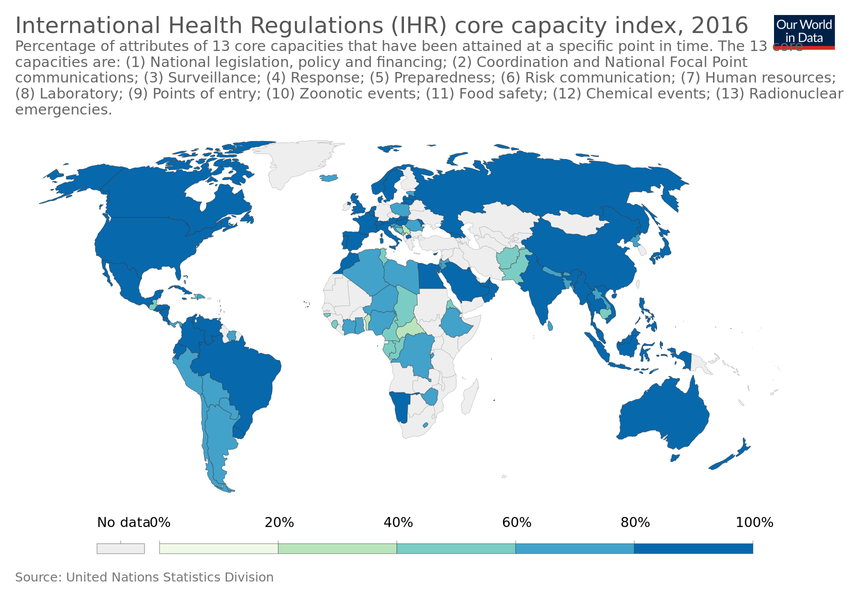 International Health Regulations (IHR) core capacity index, 2016
Our World
in Data
Percentage of attributes of 13 core capacities that have been attained at a specific point in time. The 13 core
capacities are: (1) National legislation, policy and financing; (2) Coordination and National Focal Point
communications; (3) Surveillance; (4) Response; (5) Preparedness; (6) Risk communication; (7) Human resources;
(8) Laboratory; (9) Points of entry; (10) Zoonotic events; (11) Food safety; (12) Chemical events; (13) Radionuclear
emergencies.
No data 0% 20% 40% 60% 80% 100%
Source: United Nations Statistics Division